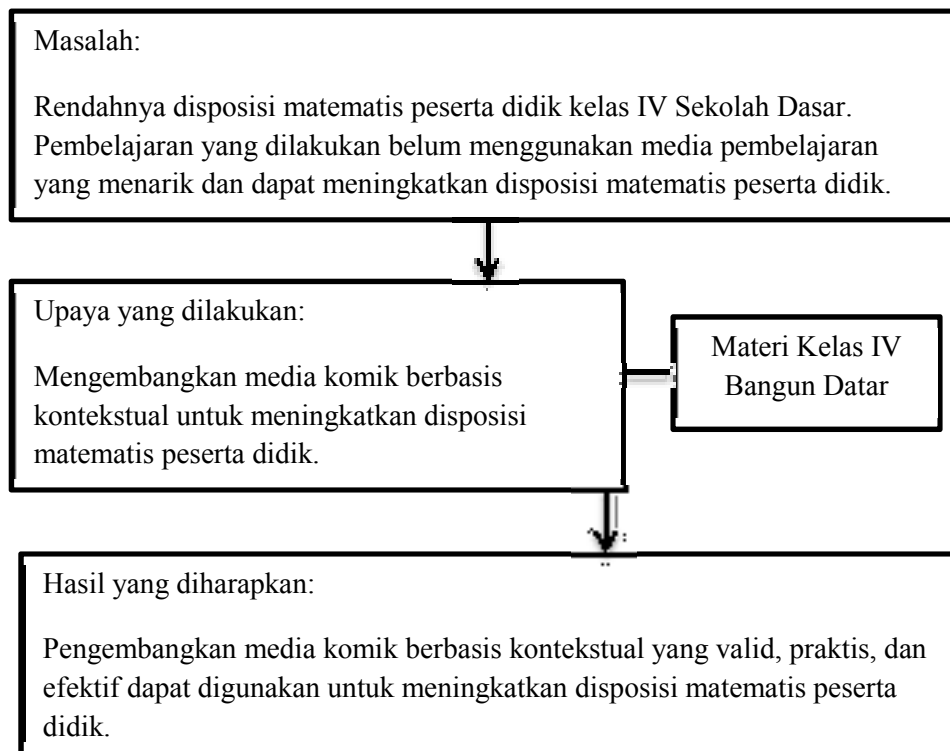 Masalah:
Rendahnya disposisi matematis peserta didik kelas IV Sekolah Dasar.
Pembelajaran yang dilakukan belum menggunakan media pembelajaran
yang menarik dan dapat meningkatkan disposisi matematis peserta didik.
Upaya yang dilakukan:
Mengembangkan media komik berbasis
kontekstual untuk meningkatkan disposisi
matematis peserta didik.
Materi Kelas IV
Bangun Datar
Hasil yang diharapkan:
Pengembangkan media komik berbasis kontekstual yang valid, praktis, dan
efektif dapat digunakan untuk meningkatkan disposisi matematis peserta
didik.